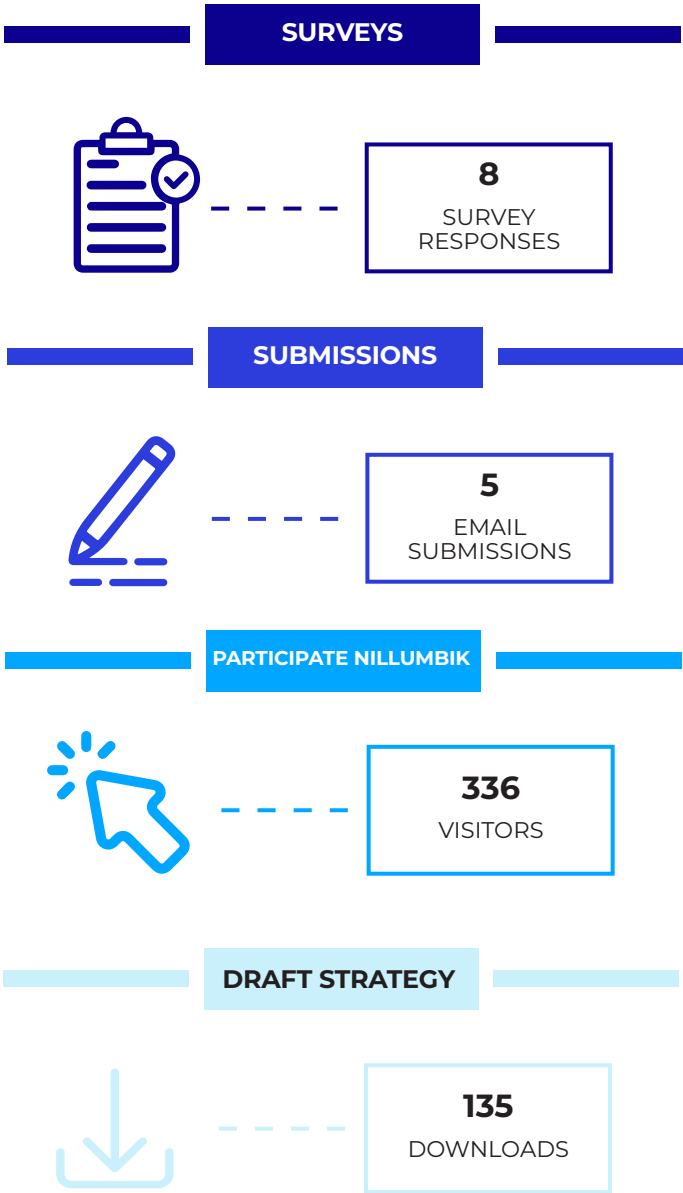 SURVEYS
8
SURVEY
RESPONSES
SUBMISSIONS
5
EMAIL
SUBMISSIONS
PARTICIPATE NILLUMBIK
336
VISITORS
DRAFT STRATEGY
135
DOWNLOADS